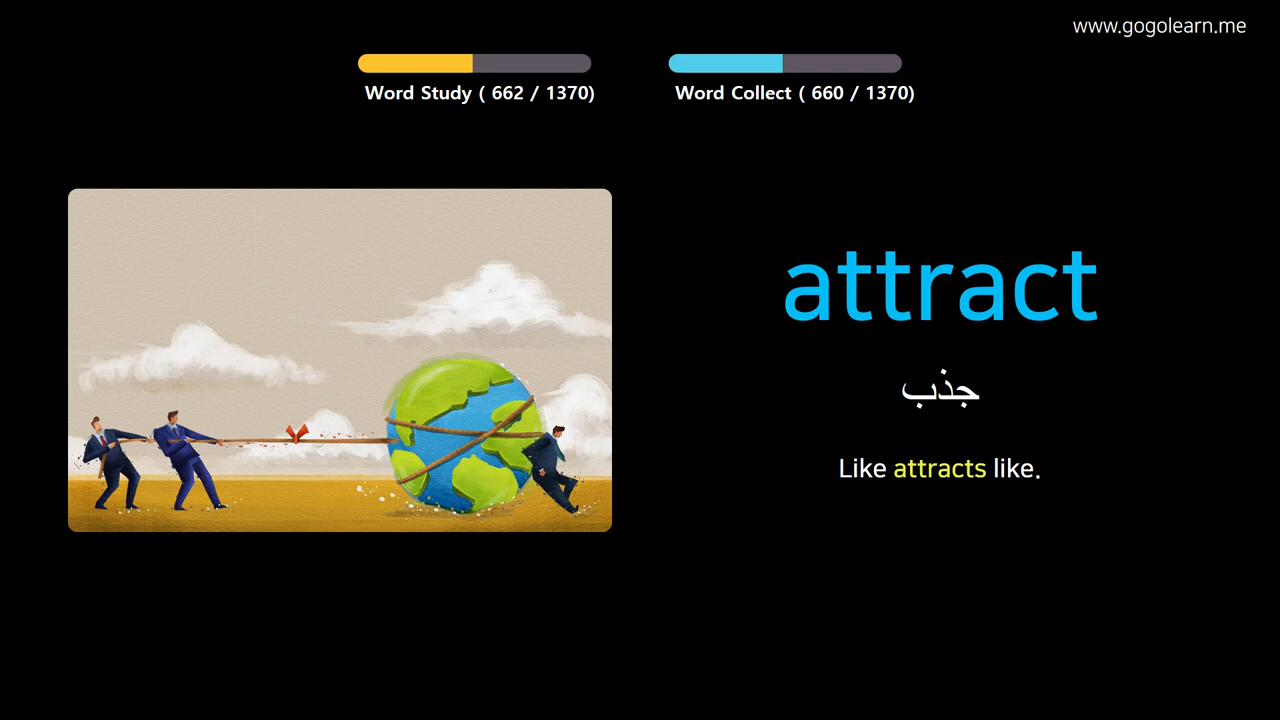 www.gogolearn.me
Word Study ( 662 / 1370)
Word Collect ( 660 / 1370)
attract
جذب
Like attracts like.